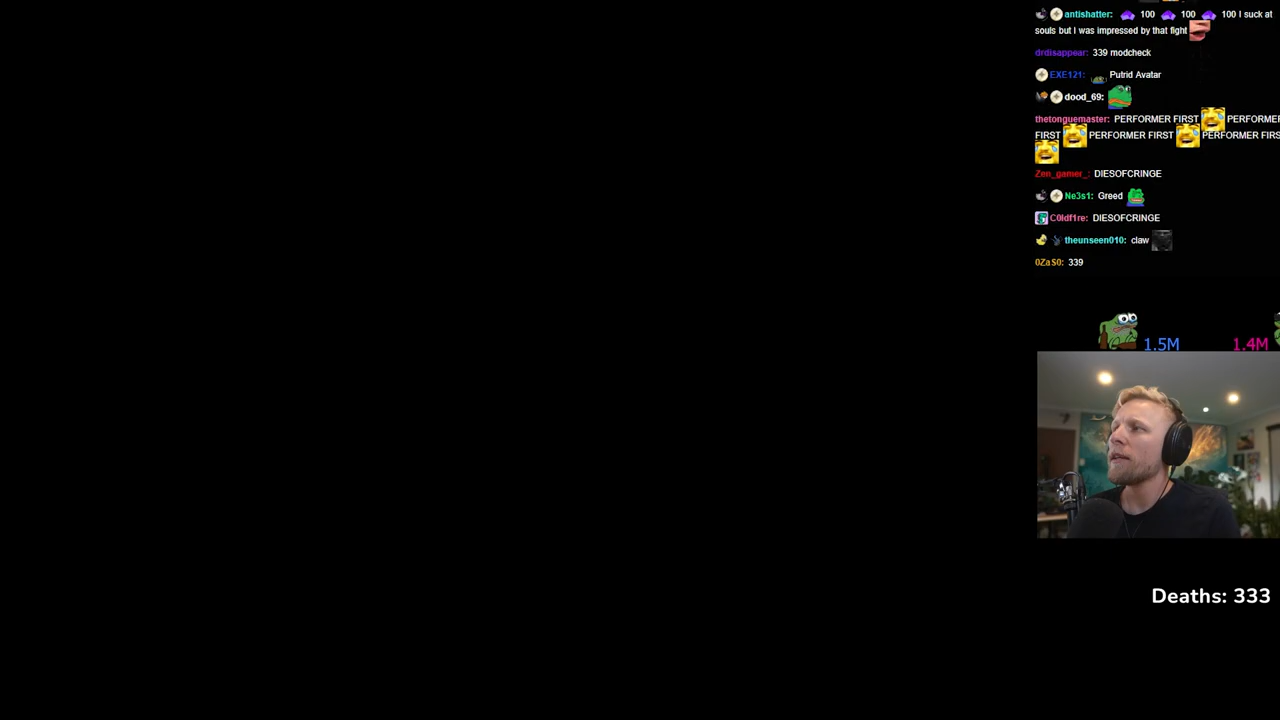 antishatter: 100 100 100 I suck at
souls but I was impressed by that fight
drdisappear: 339 modcheck
EXE121: Putrid Avatar
dood_69:
thetonguemaster: PERFORMER FIRST PERFORMER
FIRST PERFORMER FIRST PERFORMER FIRS
Zen_gamer_: DIESOFCRINGE
Ne3s1: Greed
C0ldf1re: DIESOFCRINGE
theunseen010: claw
0ZaS0: 339
1.5M 1.4M
Deaths: 333